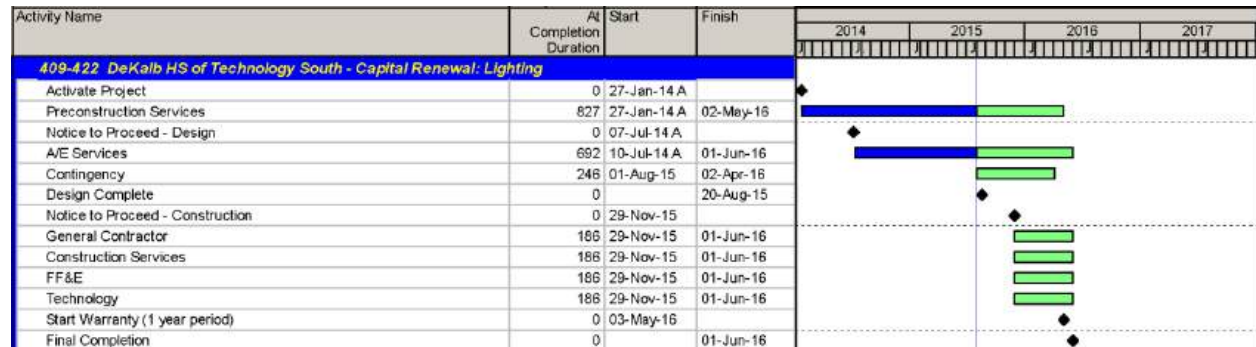 Activity Name At Completion Duration Start Finish
2014 2015 2016 2017
J J J J J J J J
409-422 DeKalb HS of Technology South - Capital Renewal: Lighting
Activate Project 0 27-Jan-14 A
Preconstruction Services 827 27-Jan-14 A 02-May-16
Notice to Proceed - Design 0 07-Jul-14 A
A/E Services 692 10-Jul-14 A 01-Jun-16
Contingency 246 01-Aug-15 02-Apr-16
Design Complete 0 20-Aug-15
Notice to Proceed - Construction 0 29-Nov-15
General Contractor 186 29-Nov-15 01-Jun-16
Construction Services 186 29-Nov-15 01-Jun-16
FF&E 186 29-Nov-15 01-Jun-16
Technology 186 29-Nov-15 01-Jun-16
Start Warranty (1 year period) 0 03-May-16
Final Completion 0 01-Jun-16